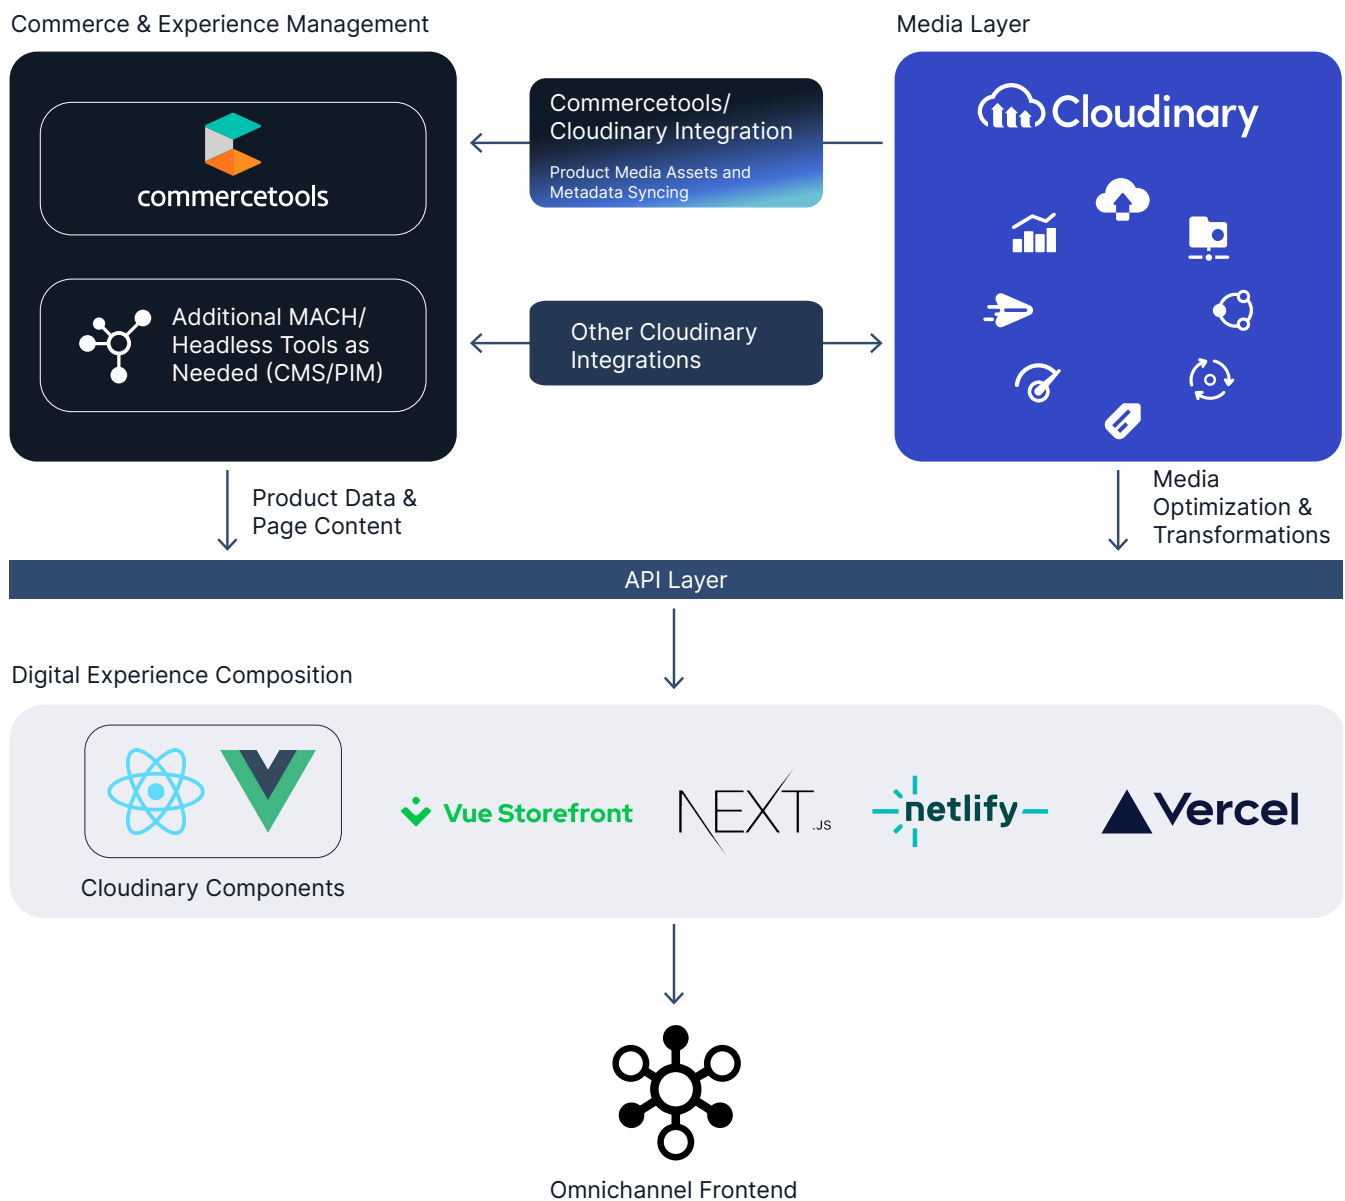 Commerce & Experience Management
Media Layer
commercetools
Additional MACH/
Headless Tools as
Needed (CMS/PIM)
Commercetools/
Cloudinary Integration
Product Media Assets and
Metadata Syncing
Other Cloudinary
Integrations
Cloudinary
Product Data &
Page Content
Media
Optimization &
Transformations
API Layer
Digital Experience Composition
Cloudinary Components
Vue Storefront
NEXT.JS
netlify
Vercel
Omnichannel Frontend